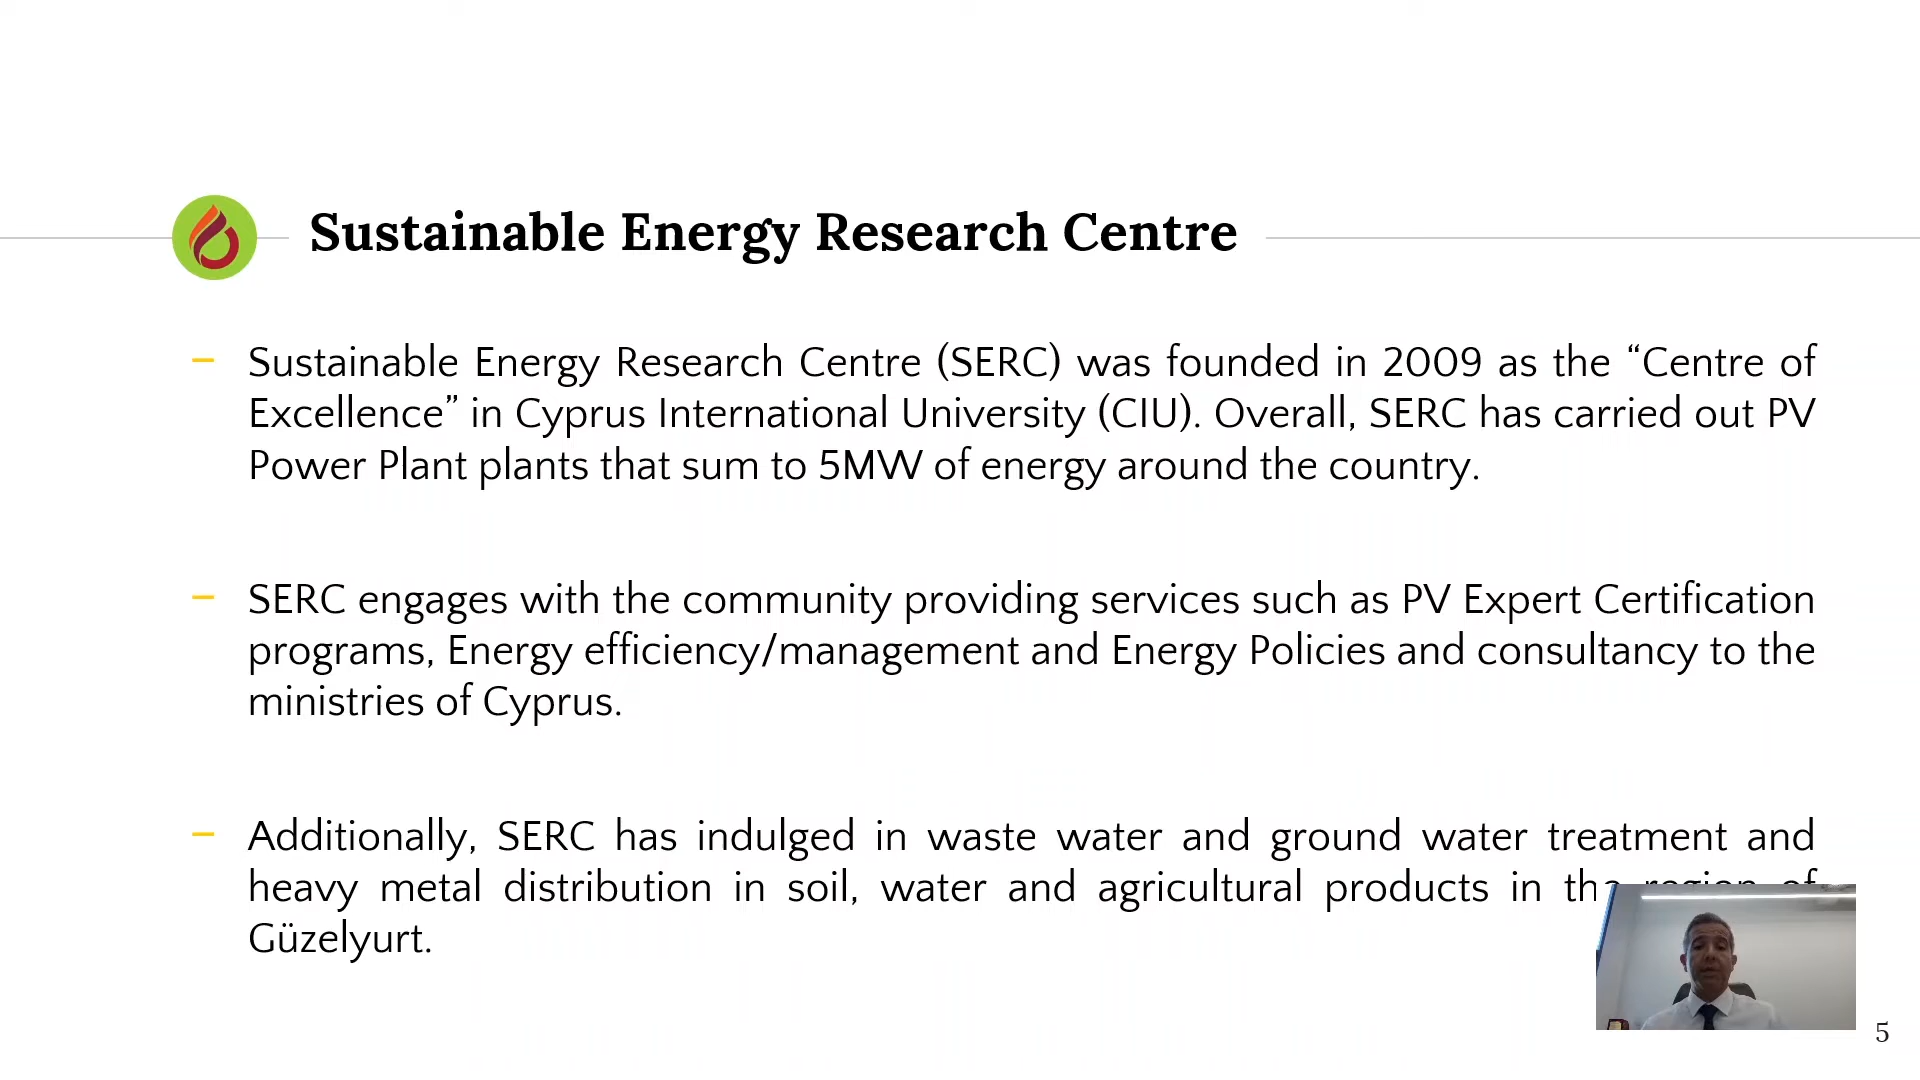 Sustainable Energy Research Centre
– Sustainable Energy Research Centre (SERC) was founded in 2009 as the “Centre of
Excellence” in Cyprus International University (CIU). Overall, SERC has carried out PV
Power Plant plants that sum to 5MW of energy around the country.
– SERC engages with the community providing services such as PV Expert Certification
programs, Energy efficiency/management and Energy Policies and consultancy to the
ministries of Cyprus.
– Additionally, SERC has indulged in waste water and ground water treatment and
heavy metal distribution in soil, water and agricultural products in the region of
Güzelyurt.
5